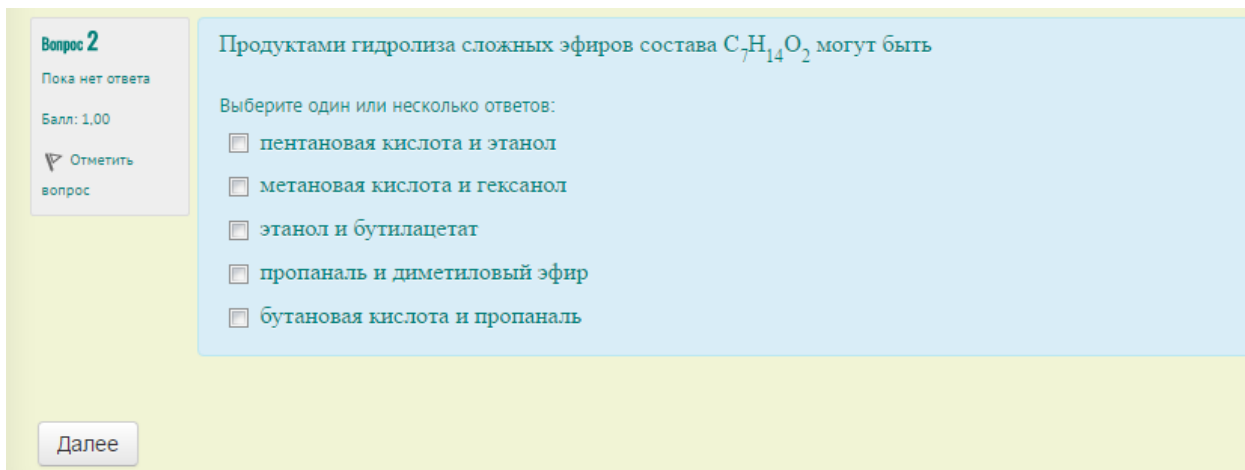 Вопрос 2
Пока нет ответа
Балл: 1,00
Отметить
вопрос
Продуктами гидролиза сложных эфиров состава C₇H₁₄O₂ могут быть
Выберите один или несколько ответов:
пентановая кислота и этанол
метановая кислота и гексанол
этанол и бутилацетат
пропаналь и диметиловый эфир
бутановая кислота и пропаналь
Далее